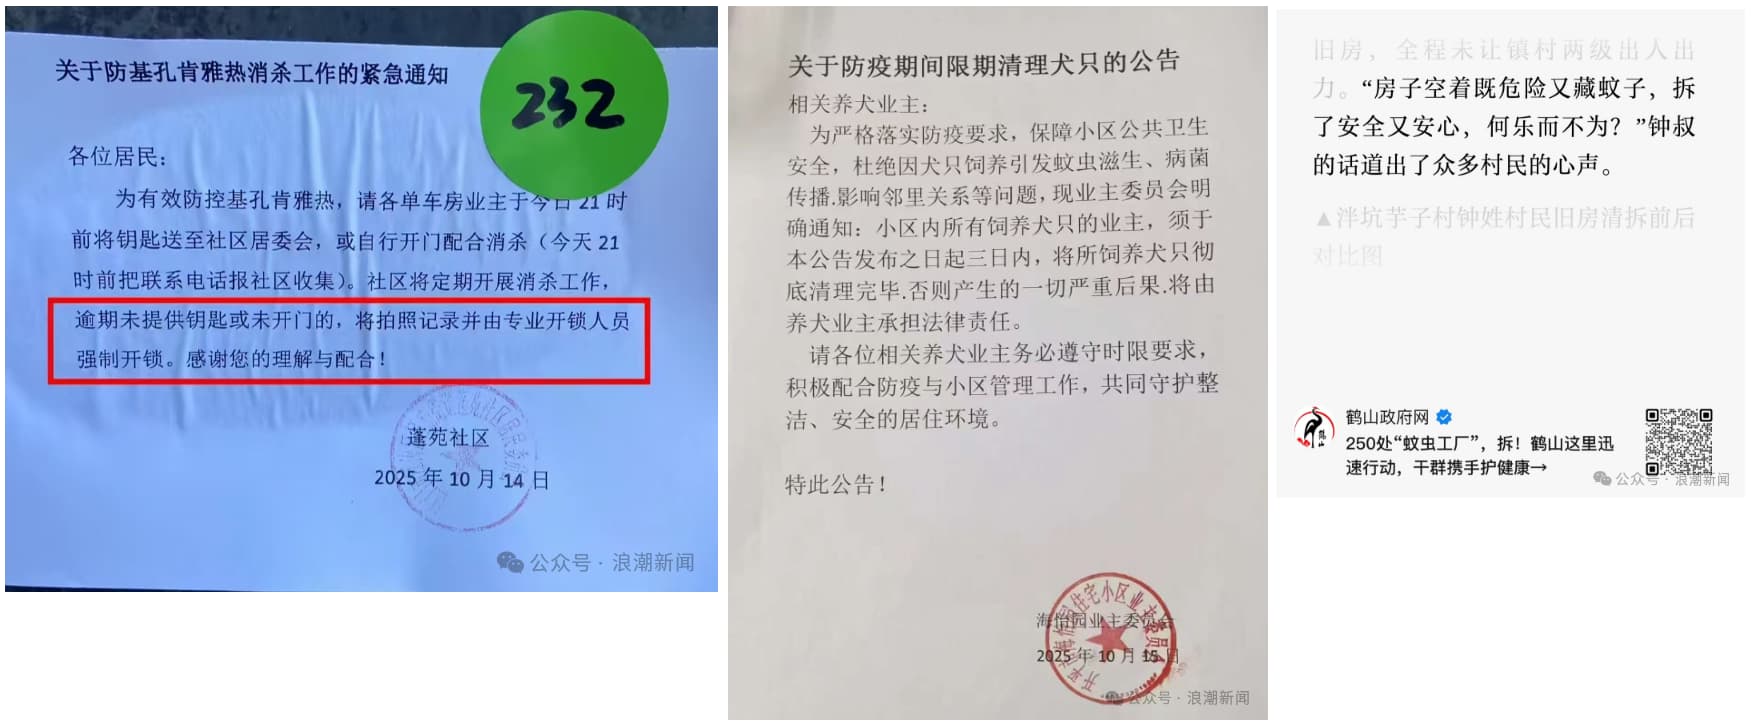 关于防基孔肯雅热消杀工作的紧急通知
232
各位居民：
为有效防控基孔肯雅热，请各单车房业主于今日 21 时
前将钥匙送至社区居委会，或自行开门配合消杀（今天 21
时前把联系电话报社区收集）。社区将定期开展消杀工作，
逾期未提供钥匙或未开门的，将拍照记录并由专业开锁人员
强制开锁。感谢您的理解与配合！
蓬苑社区
2025 年 10 月 14 日
公众号 · 浪潮新闻
关于防疫期间限期清理犬只的公告
相关养犬业主：
为严格落实防疫要求，保障小区公共卫生
安全，杜绝因犬只饲养引发蚊虫滋生、病菌
传播.影响邻里关系等问题，现业主委员会明
确通知：小区内所有饲养犬只的业主，须于
本公告发布之日起三日内，将所饲养犬只彻
底清理完毕.否则产生的一切严重后果.将由
养犬业主承担法律责任。
请各位相关养犬业主务必遵守时限要求，
积极配合防疫与小区管理工作，共同守护整
洁、安全的居住环境。
特此公告！
海怡园业主委员会
2025 年 10 月 15 日
公众号 · 浪潮新闻
旧房，全程未让镇村两级出人出
力。“房子空着既危险又藏蚊子，拆
了安全又安心，何乐而不为？”钟叔
的话道出了众多村民的心声。
▲泮坑芋子村钟姓村民旧房清拆前后
对比图
鹤山政府网
250处“蚊虫工厂”，拆！鹤山这里迅
速行动，干群携手护健康→
公众号 · 浪潮新闻